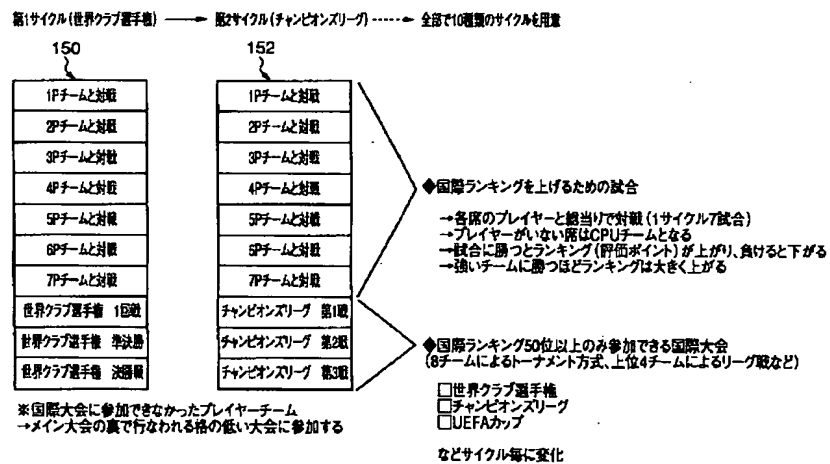 第1サイクル(世界クラブ選手権) → 第2サイクル(チャンピオンズリーグ) → 全部で10種類のサイクルを用意
150
152
1Pチームと対戦
2Pチームと対戦
3Pチームと対戦
4Pチームと対戦
5Pチームと対戦
6Pチームと対戦
7Pチームと対戦
世界クラブ選手権 1回戦
世界クラブ選手権 準決勝
世界クラブ選手権 決勝戦
1Pチームと対戦
2Pチームと対戦
3Pチームと対戦
4Pチームと対戦
5Pチームと対戦
6Pチームと対戦
7Pチームと対戦
チャンピオンズリーグ 第1戦
チャンピオンズリーグ 第2戦
チャンピオンズリーグ 第3戦
◆国際ランキングを上げるための試合
→各席のプレイヤーと総当りで対戦(1サイクル7試合)
→プレイヤーがいない席はCPUチームとなる
→試合に勝つとランキング(評価ポイント)が上がり、負けると下がる
→強いチームに勝つほどランキングは大きく上がる
◆国際ランキング50位以上のみ参加できる国際大会
(8チームによるトーナメント方式、上位4チームによるリーグ戦など)
□世界クラブ選手権
□チャンピオンズリーグ
□UEFAカップ
などサイクル毎に変化
※国際大会に参加できなかったプレイヤーチーム
→メイン大会の裏で行なわれる格の低い大会に参加する